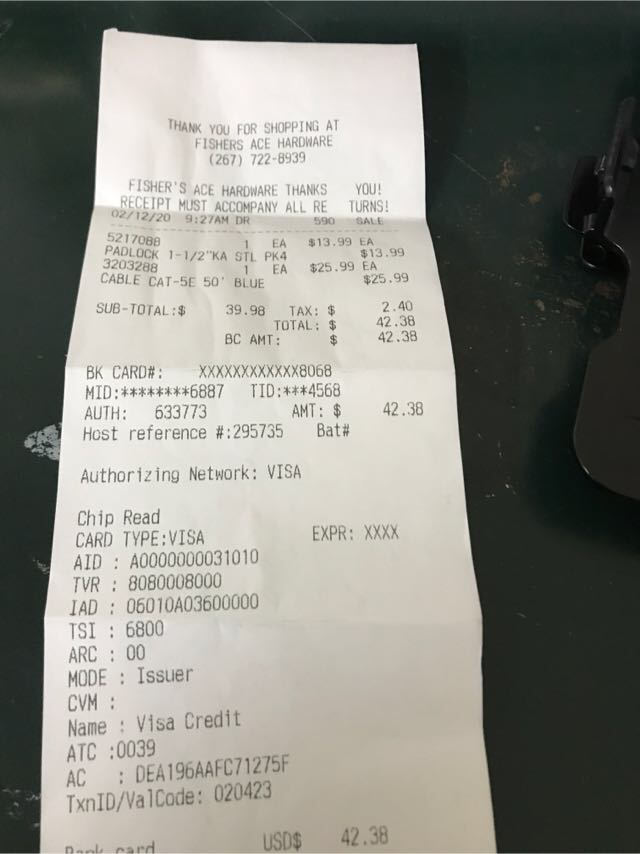 THANK YOU FOR SHOPPING AT
FISHERS ACE HARDWARE
(267) 722-8939
FISHER'S ACE HARDWARE THANKS YOU!
RECEIPT MUST ACCOMPANY ALL RE TURNS!
02/12/20 9:27AM DR 590 SALE
5217088 1 EA $13.99 EA
PADLOCK 1-1/2"KA STL PK4 $13.99
3203288 1 EA $25.99 EA
CABLE CAT-5E 50' BLUE $25.99
SUB-TOTAL:$ 39.98 TAX: $ 2.40
TOTAL: $ 42.38
BC AMT: $ 42.38
BK CARD#: XXXXXXXXXXXX8068
MID:********6887 TID:***4568
AUTH: 633773 AMT: $ 42.38
Host reference #:295735 Bat#
Authorizing Network: VISA
Chip Read
CARD TYPE:VISA EXPR: XXXX
AID : A0000000031010
TVR : 8080008000
IAD : 06010A03600000
TSI : 6800
ARC : 00
MODE : Issuer
CVM :
Name : Visa Credit
ATC :0039
AC : DEA196AAFC71275F
TxnID/ValCode: 020423
Bank card USD$ 42.38